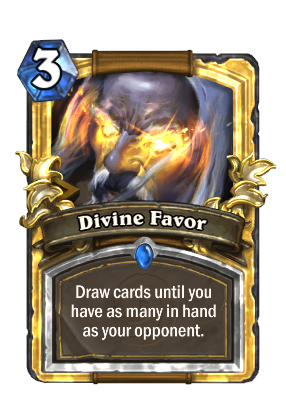 3
Divine Favor
Draw cards until you
have as many in hand
as your opponent.